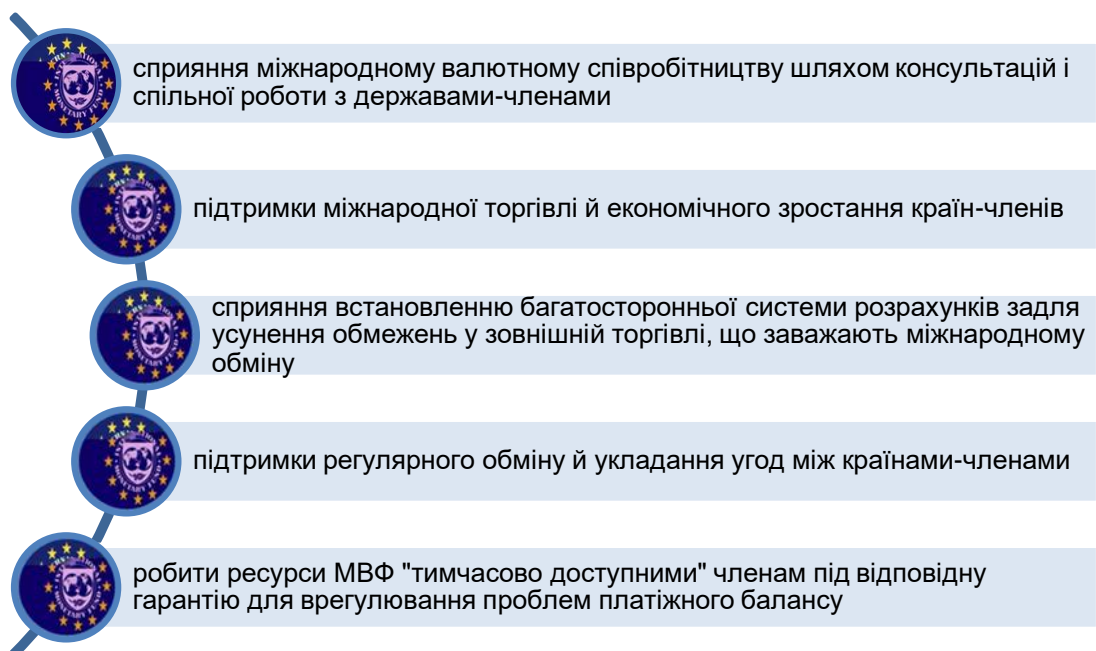 сприяння міжнародному валютному співробітництву шляхом консультацій і
спільної роботи з державами-членами
підтримки міжнародної торгівлі й економічного зростання країн-членів
сприяння встановленню багатосторонньої системи розрахунків задля
усунення обмежень у зовнішній торгівлі, що заважають міжнародному
обміну
підтримки регулярного обміну й укладання угод між країнами-членами
робити ресурси МВФ "тимчасово доступними" членам під відповідну
гарантію для врегулювання проблем платіжного балансу